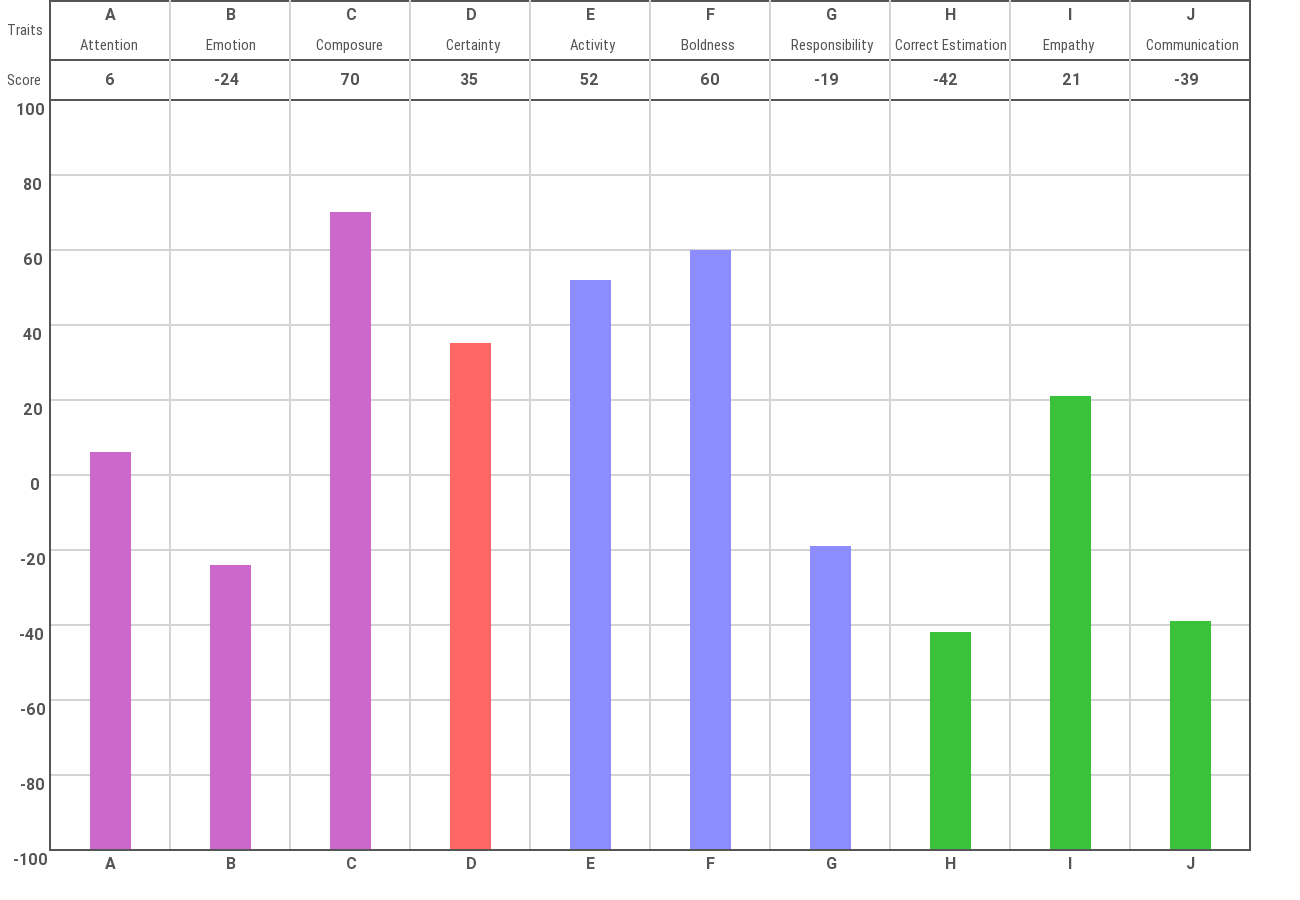 A B C D E F G H I J
Traits
Attention Emotion Composure Certainty Activity Boldness Responsibility Correct Estimation Empathy Communication
Score 6 -24 70 35 52 60 -19 -42 21 -39
100
80
60
40
20
0
-20
-40
-60
-80
-100
A B C D E F G H I J